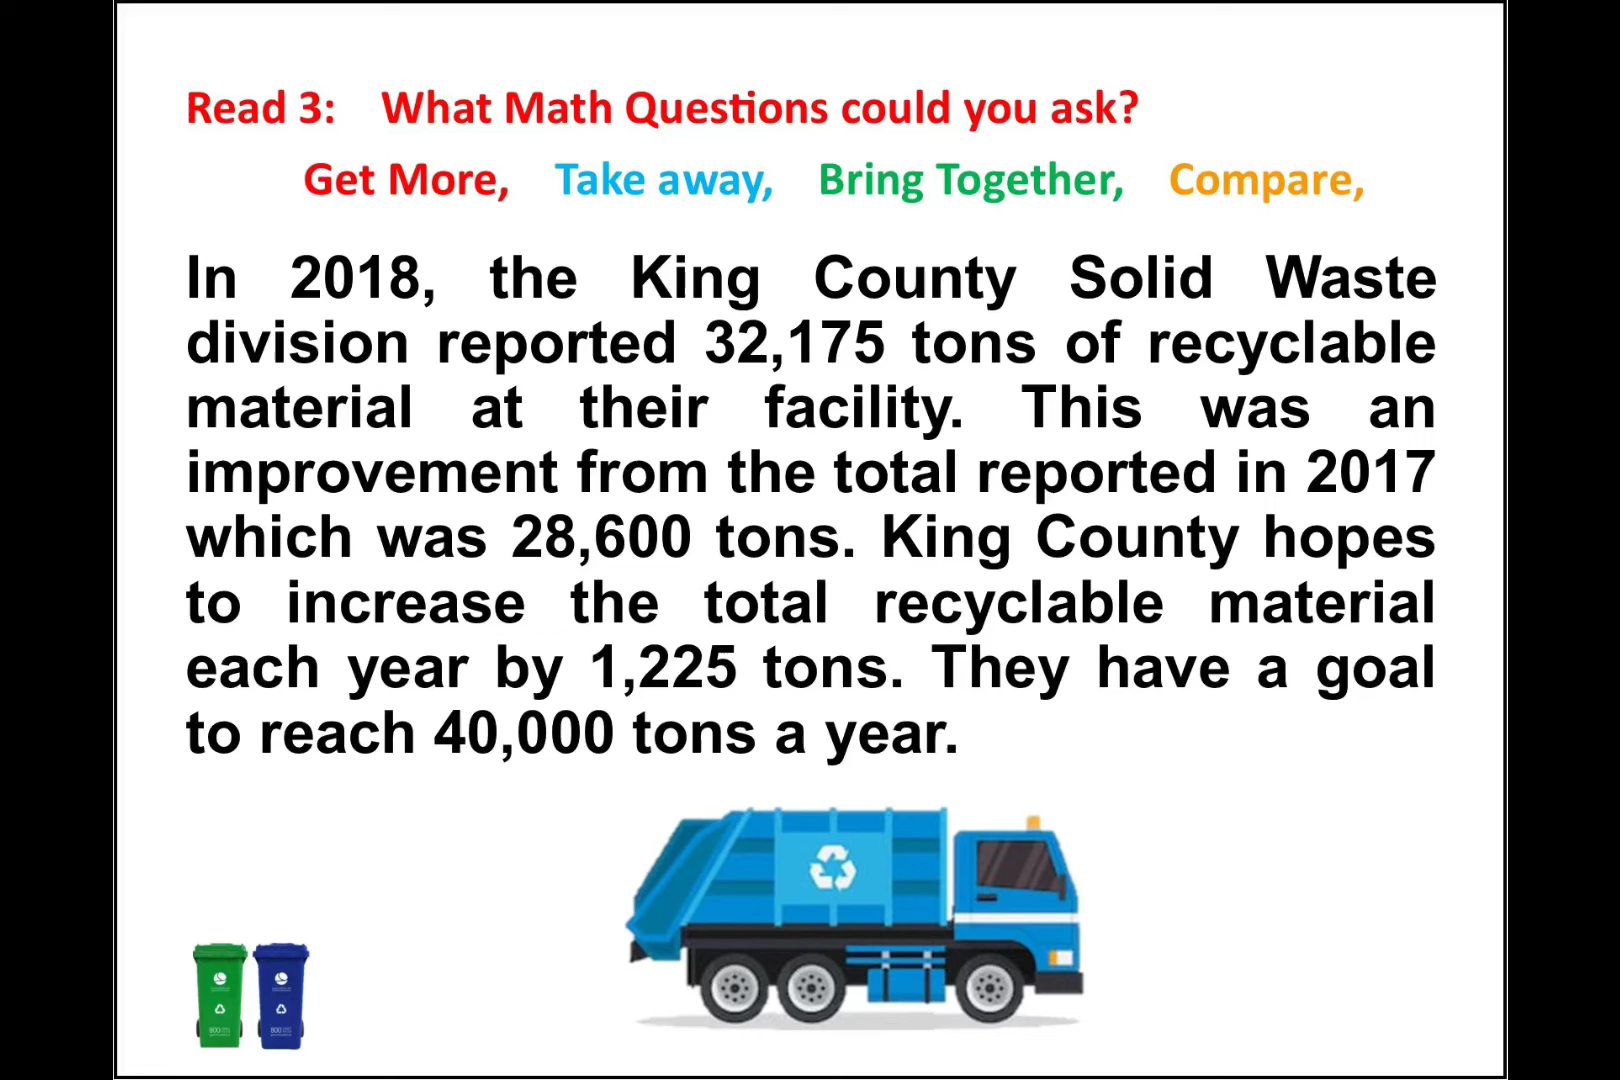 Read 3: What Math Questions could you ask?
Get More, Take away, Bring Together, Compare,
In 2018, the King County Solid Waste
division reported 32,175 tons of recyclable
material at their facility. This was an
improvement from the total reported in 2017
which was 28,600 tons. King County hopes
to increase the total recyclable material
each year by 1,225 tons. They have a goal
to reach 40,000 tons a year.